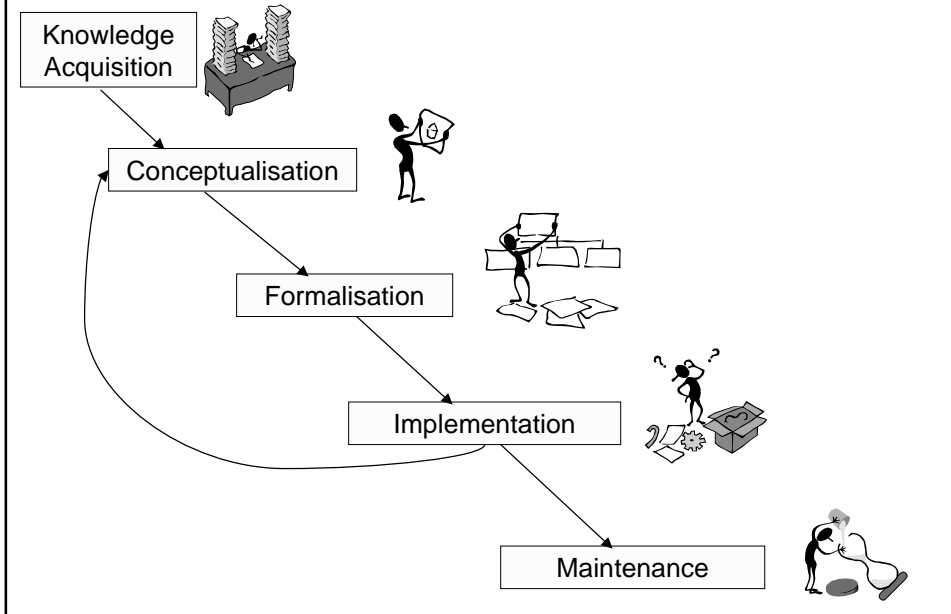 Knowledge
Acquisition
Conceptualisation
Formalisation
? ?
Implementation
Maintenance